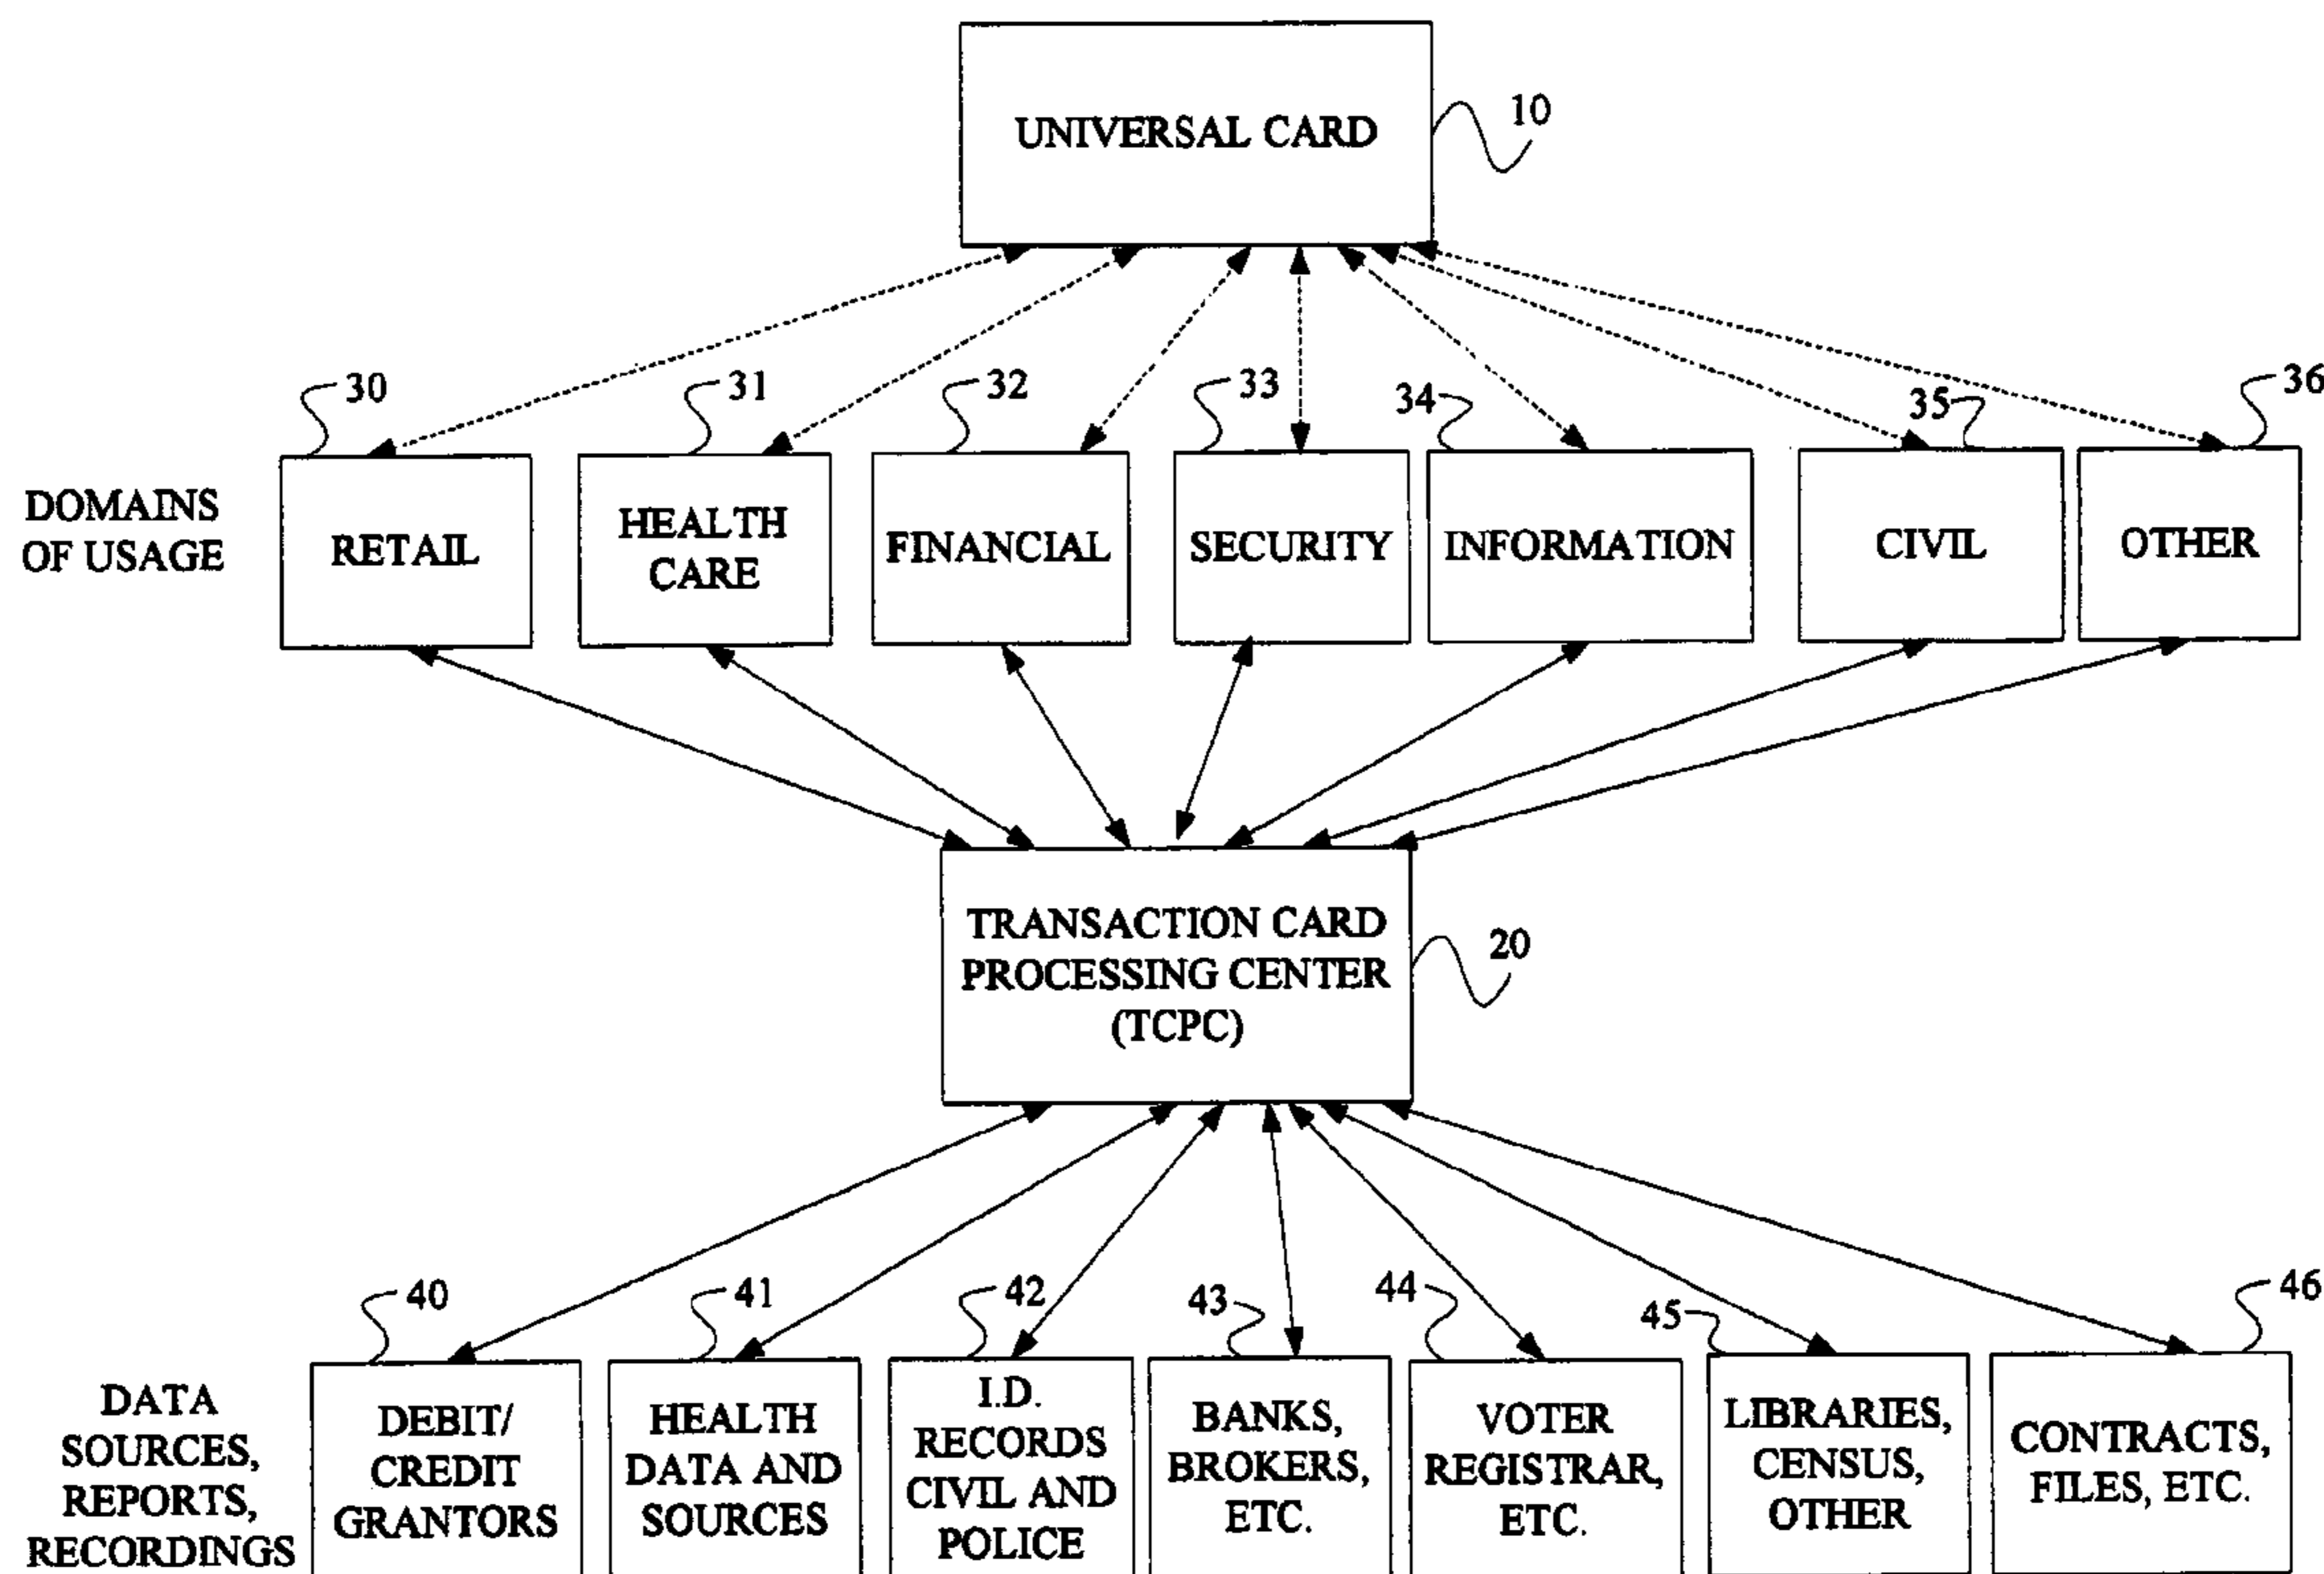 UNIVERSAL CARD
10
30
31
32
33
34
35
36
DOMAINS
OF USAGE
RETAIL
HEALTH
CARE
FINANCIAL
SECURITY
INFORMATION
CIVIL
OTHER
TRANSACTION CARD
PROCESSING CENTER
(TCPC)
20
40
41
42
43
44
45
46
DATA
SOURCES,
REPORTS,
RECORDINGS
DEBIT/
CREDIT
GRANTORS
HEALTH
DATA AND
SOURCES
I.D.
RECORDS
CIVIL AND
POLICE
BANKS,
BROKERS,
ETC.
VOTER
REGISTRAR,
ETC.
LIBRARIES,
CENSUS,
OTHER
CONTRACTS,
FILES, ETC.